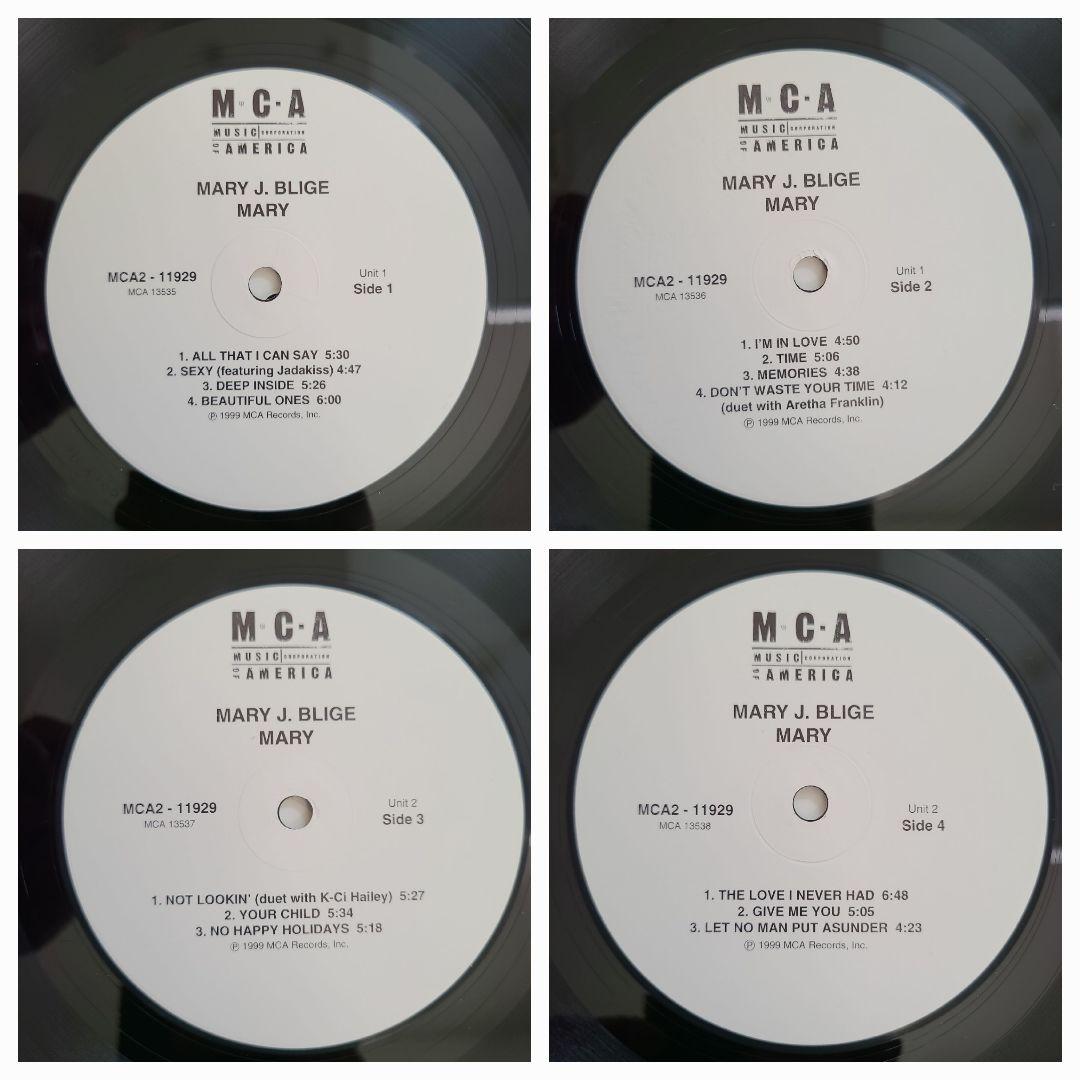 M·C·A
MUSIC CORPORATION
OF AMERICA
MARY J. BLIGE
MARY
MCA2 - 11929
MCA 13535
Unit 1
Side 1
1. ALL THAT I CAN SAY 5:30
2. SEXY (featuring Jadakiss) 4:47
3. DEEP INSIDE 5:26
4. BEAUTIFUL ONES 6:00
℗ 1999 MCA Records, Inc.
M·C·A
MUSIC CORPORATION
OF AMERICA
MARY J. BLIGE
MARY
MCA2 - 11929
MCA 13536
Unit 1
Side 2
1. I'M IN LOVE 4:50
2. TIME 5:06
3. MEMORIES 4:38
4. DON'T WASTE YOUR TIME 4:12
(duet with Aretha Franklin)
℗ 1999 MCA Records, Inc.
M·C·A
MUSIC CORPORATION
OF AMERICA
MARY J. BLIGE
MARY
MCA2 - 11929
MCA 13537
Unit 2
Side 3
1. NOT LOOKIN' (duet with K-Ci Hailey) 5:27
2. YOUR CHILD 5:34
3. NO HAPPY HOLIDAYS 5:18
℗ 1999 MCA Records, Inc.
M·C·A
MUSIC CORPORATION
OF AMERICA
MARY J. BLIGE
MARY
MCA2 - 11929
MCA 13538
Unit 2
Side 4
1. THE LOVE I NEVER HAD 6:48
2. GIVE ME YOU 5:05
3. LET NO MAN PUT ASUNDER 4:23
℗ 1999 MCA Records, Inc.